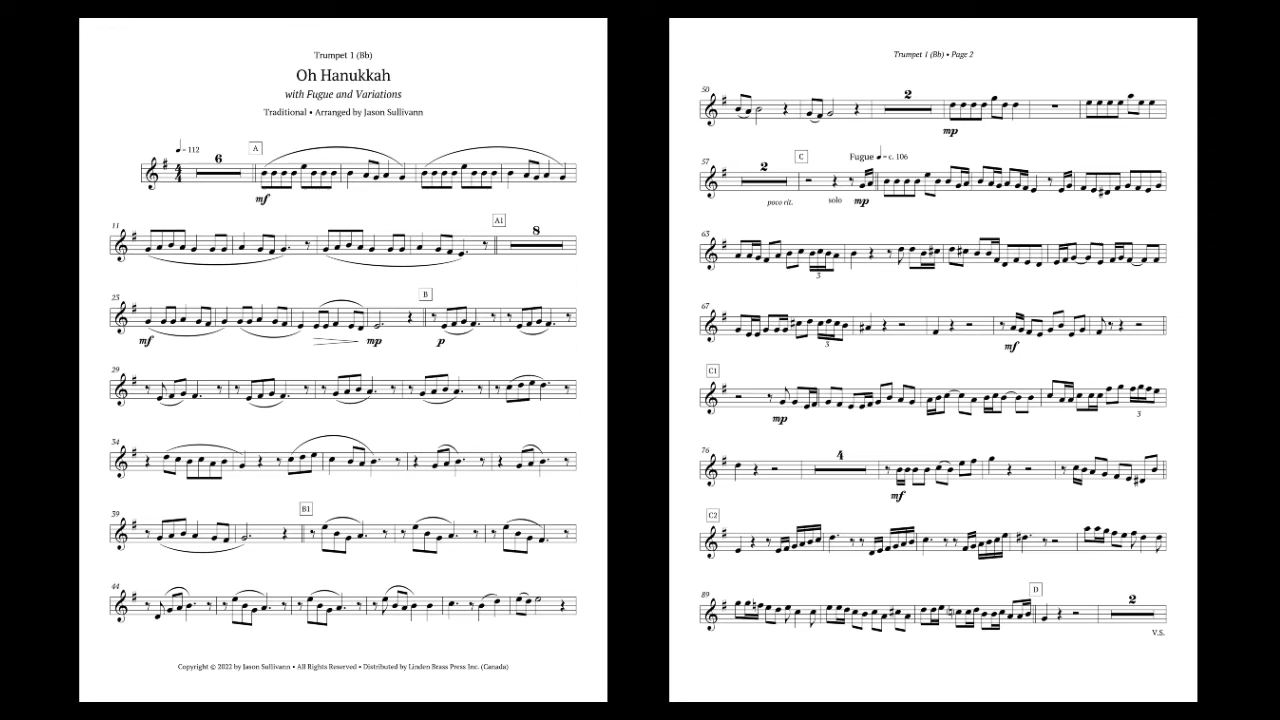 Trumpet 1 (Bb)
Oh Hanukkah
with Fugue and Variations
Traditional • Arranged by Jason Sullivann
= 112
6
A
4
4
mf
11
A1
8
23
B
mf
mp
p
29
34
39
B1
44
Copyright © 2022 by Jason Sullivann • All Rights Reserved • Distributed by Linden Brass Press Inc. (Canada)
Trumpet 1 (Bb) • Page 2
50
2
mp
57
2
C
Fugue = c. 106
poco rit.
solo
mp
63
3
67
3
mf
C1
mp
3
76
4
mf
C2
89
D
2
V.S.